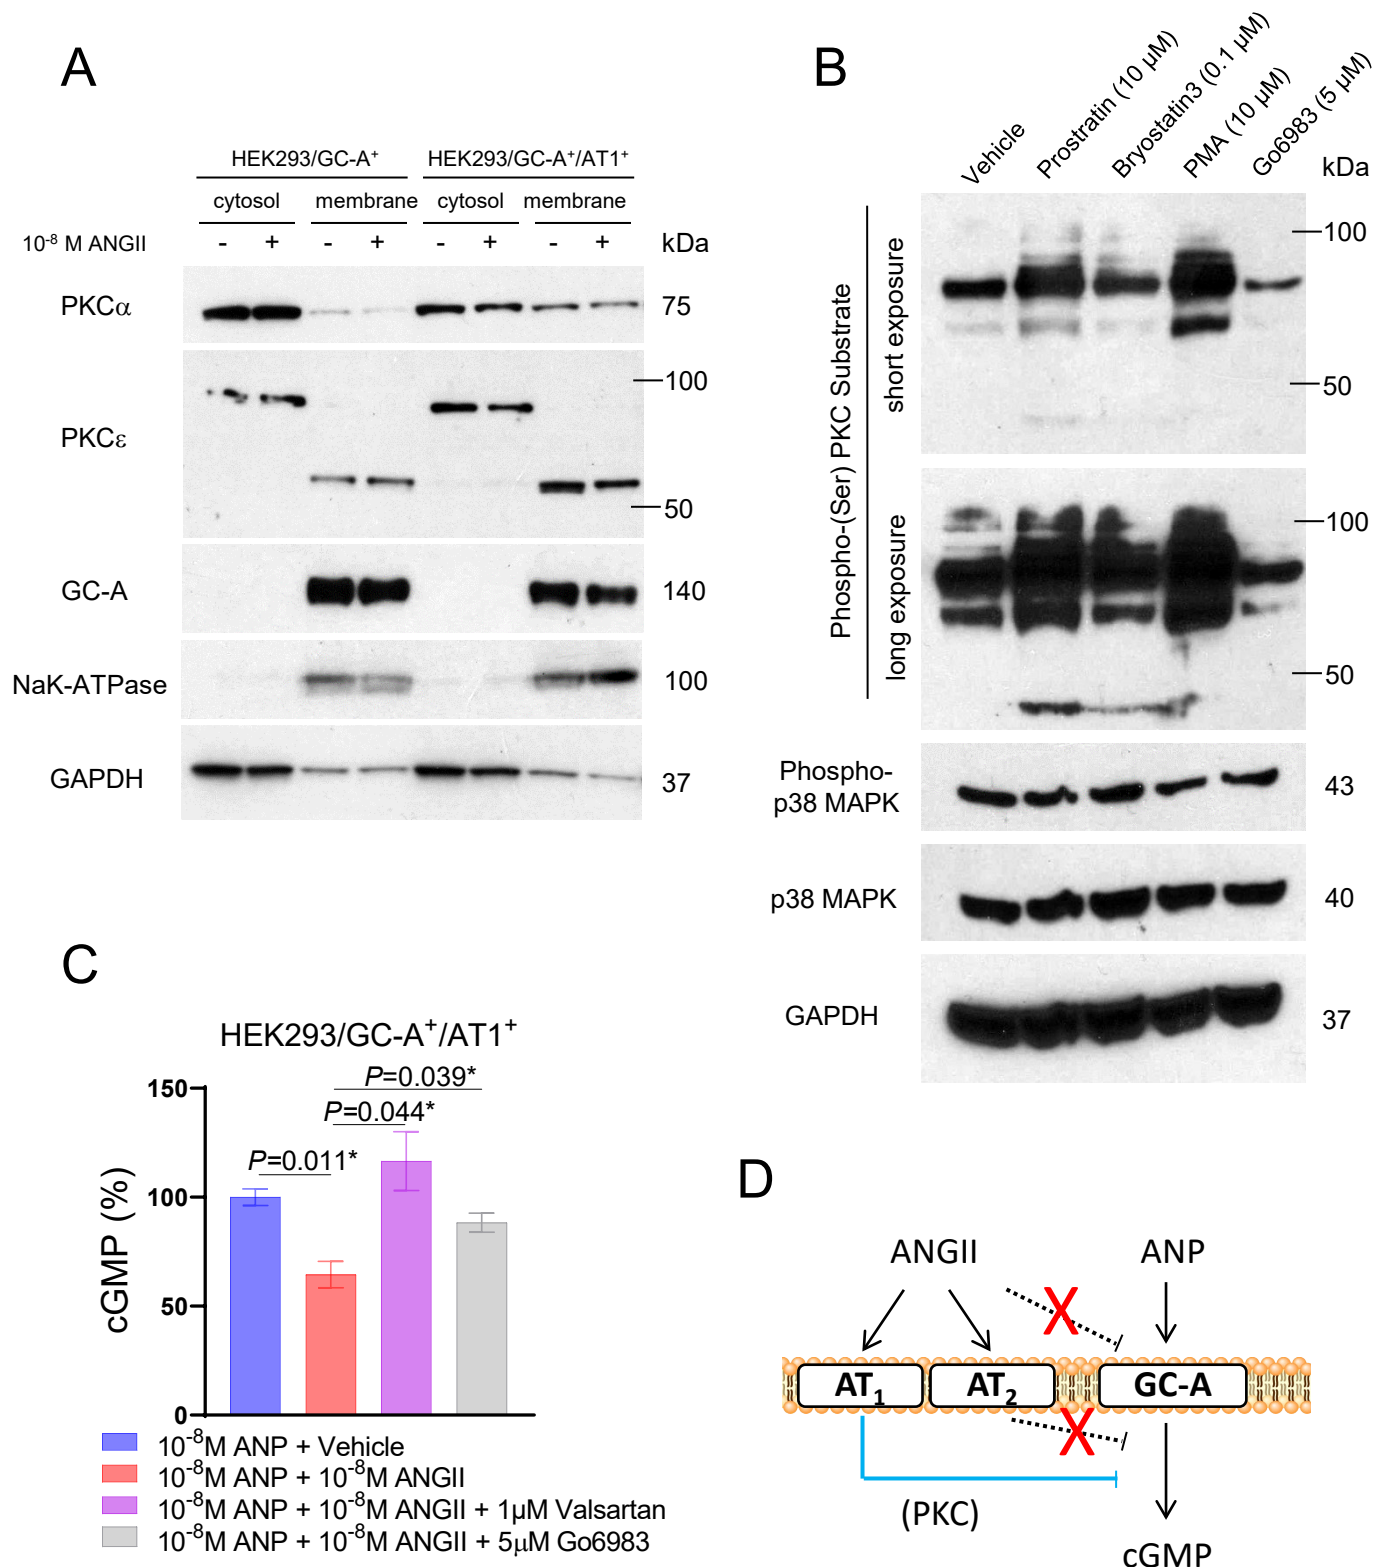 A
HEK293/GC-A⁺ HEK293/GC-A⁺/AT1⁺
cytosol membrane cytosol membrane
10⁻⁸ M ANGII - + - + - + - + kDa
PKCα 75
PKCε
100
50
GC-A 140
NaK-ATPase 100
GAPDH 37
B
Vehicle
Prostratin (10 µM)
Bryostatin3 (0.1 µM)
PMA (10 µM)
Go6983 (5 µM)
kDa
Phospho-(Ser) PKC Substrate
short exposure
100
50
long exposure
100
50
Phospho-
p38 MAPK 43
p38 MAPK 40
GAPDH 37
C
HEK293/GC-A⁺/AT1⁺
P=0.039*
P=0.044*
P=0.011*
cGMP (%)
150
100
50
0
10⁻⁸M ANP + Vehicle
10⁻⁸M ANP + 10⁻⁸M ANGII
10⁻⁸M ANP + 10⁻⁸M ANGII + 1µM Valsartan
10⁻⁸M ANP + 10⁻⁸M ANGII + 5µM Go6983
D
ANGII ANP
X
AT₁ AT₂ GC-A
X
(PKC)
cGMP